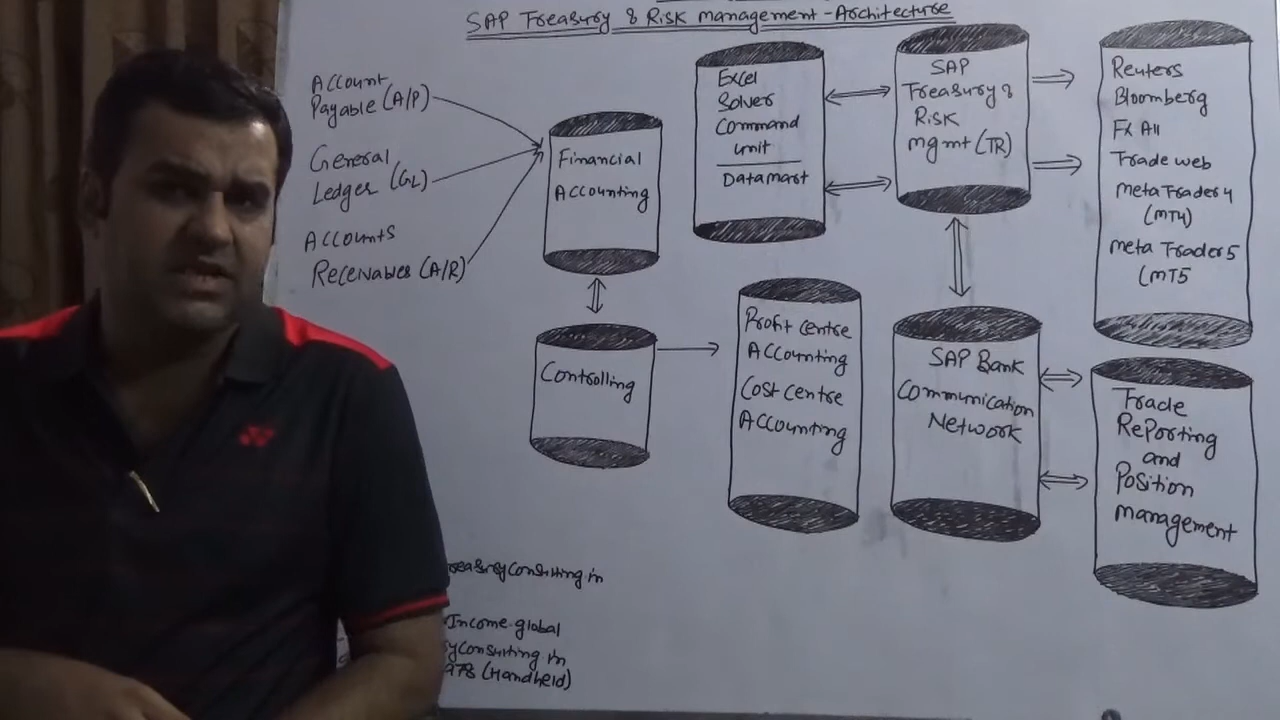 SAP Treasury & Risk management-Architecture
Account
Payable (A/P)
General
Ledger (GL)
Accounts
Receivables (A/R)
Financial
Accounting
Controlling
Excel
Solver
Command
unit
Datamart
Profit centre
Accounting
Cost centre
Accounting
SAP
Treasury &
Risk
mgmt (TR)
SAP Bank
Communication
Network
Reuters
Bloomberg
FX All
Trade web
meta Trader 4
(MT4)
meta Trader 5
(MT5
Trade
Reporting
and
Position
management
Income.global
(Handheld)